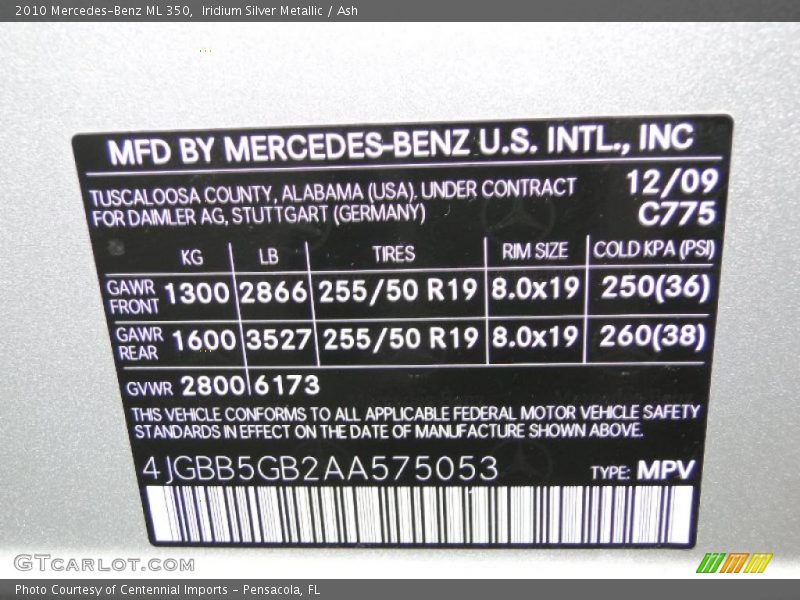 2010 Mercedes-Benz ML 350,  Iridium Silver Metallic / Ash
MFD BY MERCEDES-BENZ U.S. INTL., INC
TUSCALOOSA COUNTY, ALABAMA (USA). UNDER CONTRACT 12/09
FOR DAIMLER AG, STUTTGART (GERMANY) C775
KG LB TIRES RIM SIZE COLD KPA (PSI)
GAWR FRONT 1300 2866 255/50 R19 8.0x19 250(36)
GAWR REAR 1600 3527 255/50 R19 8.0x19 260(38)
GVWR 2800 6173
THIS VEHICLE CONFORMS TO ALL APPLICABLE FEDERAL MOTOR VEHICLE SAFETY
STANDARDS IN EFFECT ON THE DATE OF MANUFACTURE SHOWN ABOVE.
4JGBB5GB2AA575053 TYPE: MPV
GTCARLOT.COM
Photo Courtesy of Centennial Imports - Pensacola, FL